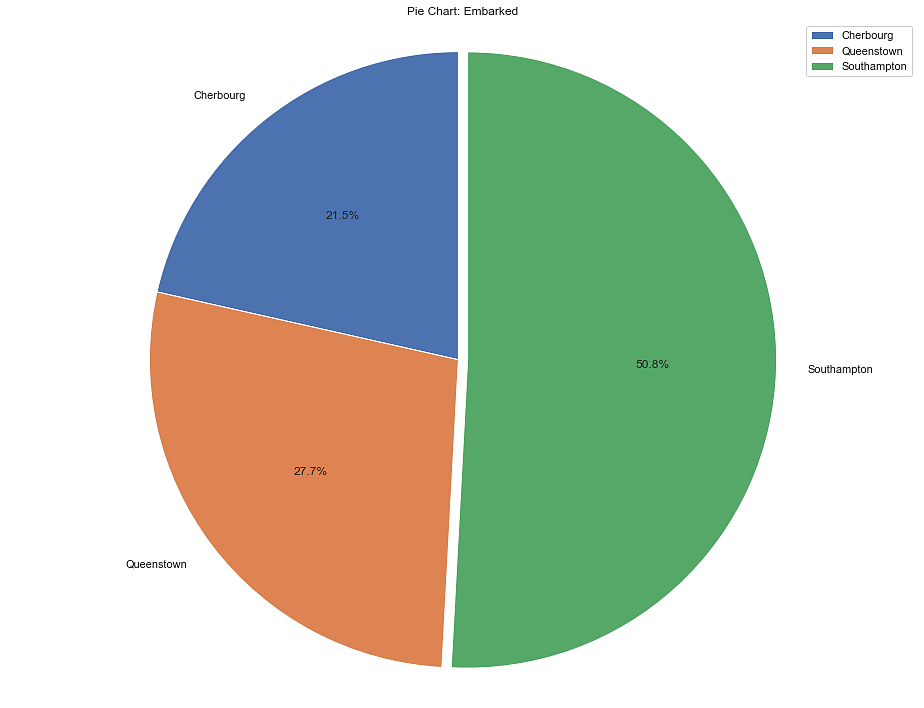 Pie Chart: Embarked
Cherbourg
Queenstown
Southampton
Cherbourg
21.5%
50.8%
Southampton
27.7%
Queenstown